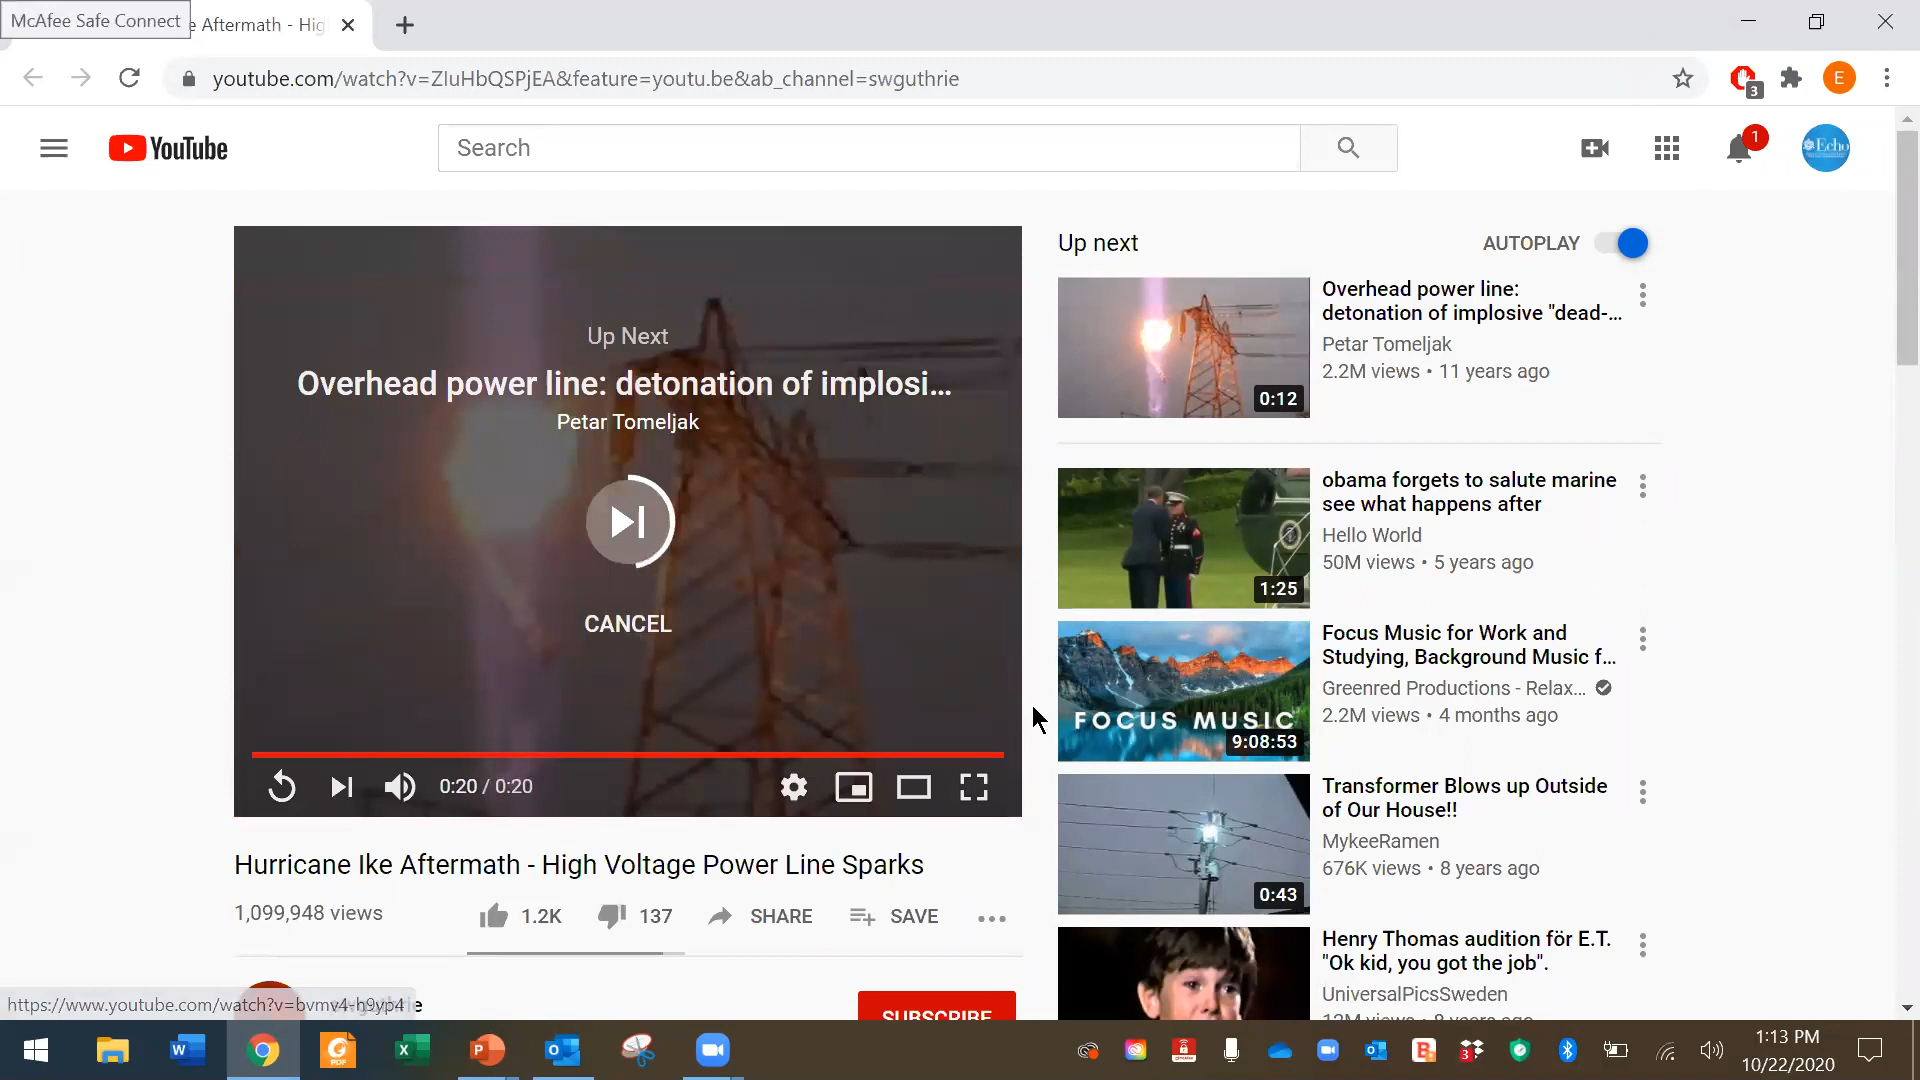 McAfee Safe Connect
e Aftermath - Hig
youtube.com/watch?v=ZIuHbQSPjEA&feature=youtu.be&ab_channel=swguthrie
3
E
YouTube
Search
1
Echo
Up Next
Overhead power line: detonation of implosi...
Petar Tomeljak
CANCEL
0:20 / 0:20
Hurricane Ike Aftermath - High Voltage Power Line Sparks
1,099,948 views
1.2K
137
SHARE
SAVE
https://www.youtube.com/watch?v=bvmv4-h9yp4
SUBSCRIBE
Up next
AUTOPLAY
0:12
Overhead power line:
detonation of implosive "dead-...
Petar Tomeljak
2.2M views • 11 years ago
1:25
obama forgets to salute marine
see what happens after
Hello World
50M views • 5 years ago
FOCUS MUSIC
9:08:53
Focus Music for Work and
Studying, Background Music f...
Greenred Productions - Relax...
2.2M views • 4 months ago
0:43
Transformer Blows up Outside
of Our House!!
MykeeRamen
676K views • 8 years ago
Henry Thomas audition för E.T.
"Ok kid, you got the job".
UniversalPicsSweden
1:13 PM
10/22/2020